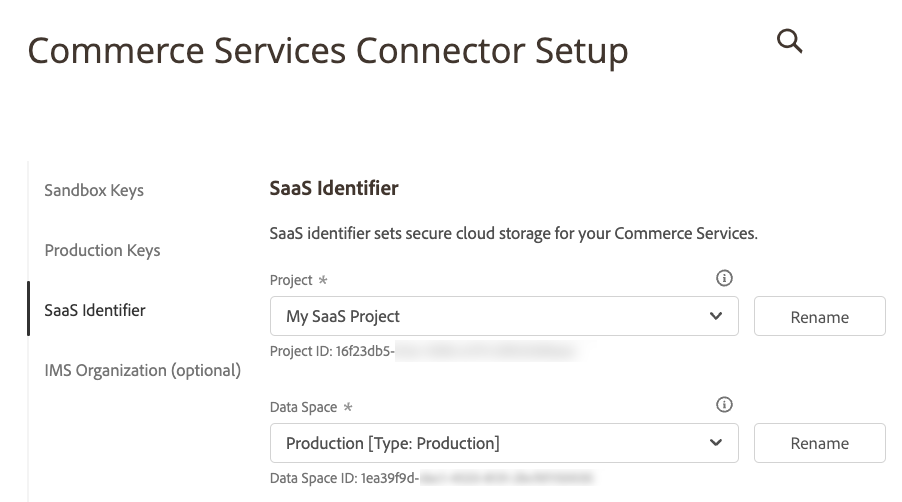 Commerce Services Connector Setup
Sandbox Keys
Production Keys
SaaS Identifier
IMS Organization (optional)
SaaS Identifier
SaaS identifier sets secure cloud storage for your Commerce Services.
Project *
My SaaS Project
Rename
Project ID: 16f23db5-
Data Space *
Production [Type: Production]
Rename
Data Space ID: 1ea39f9d-